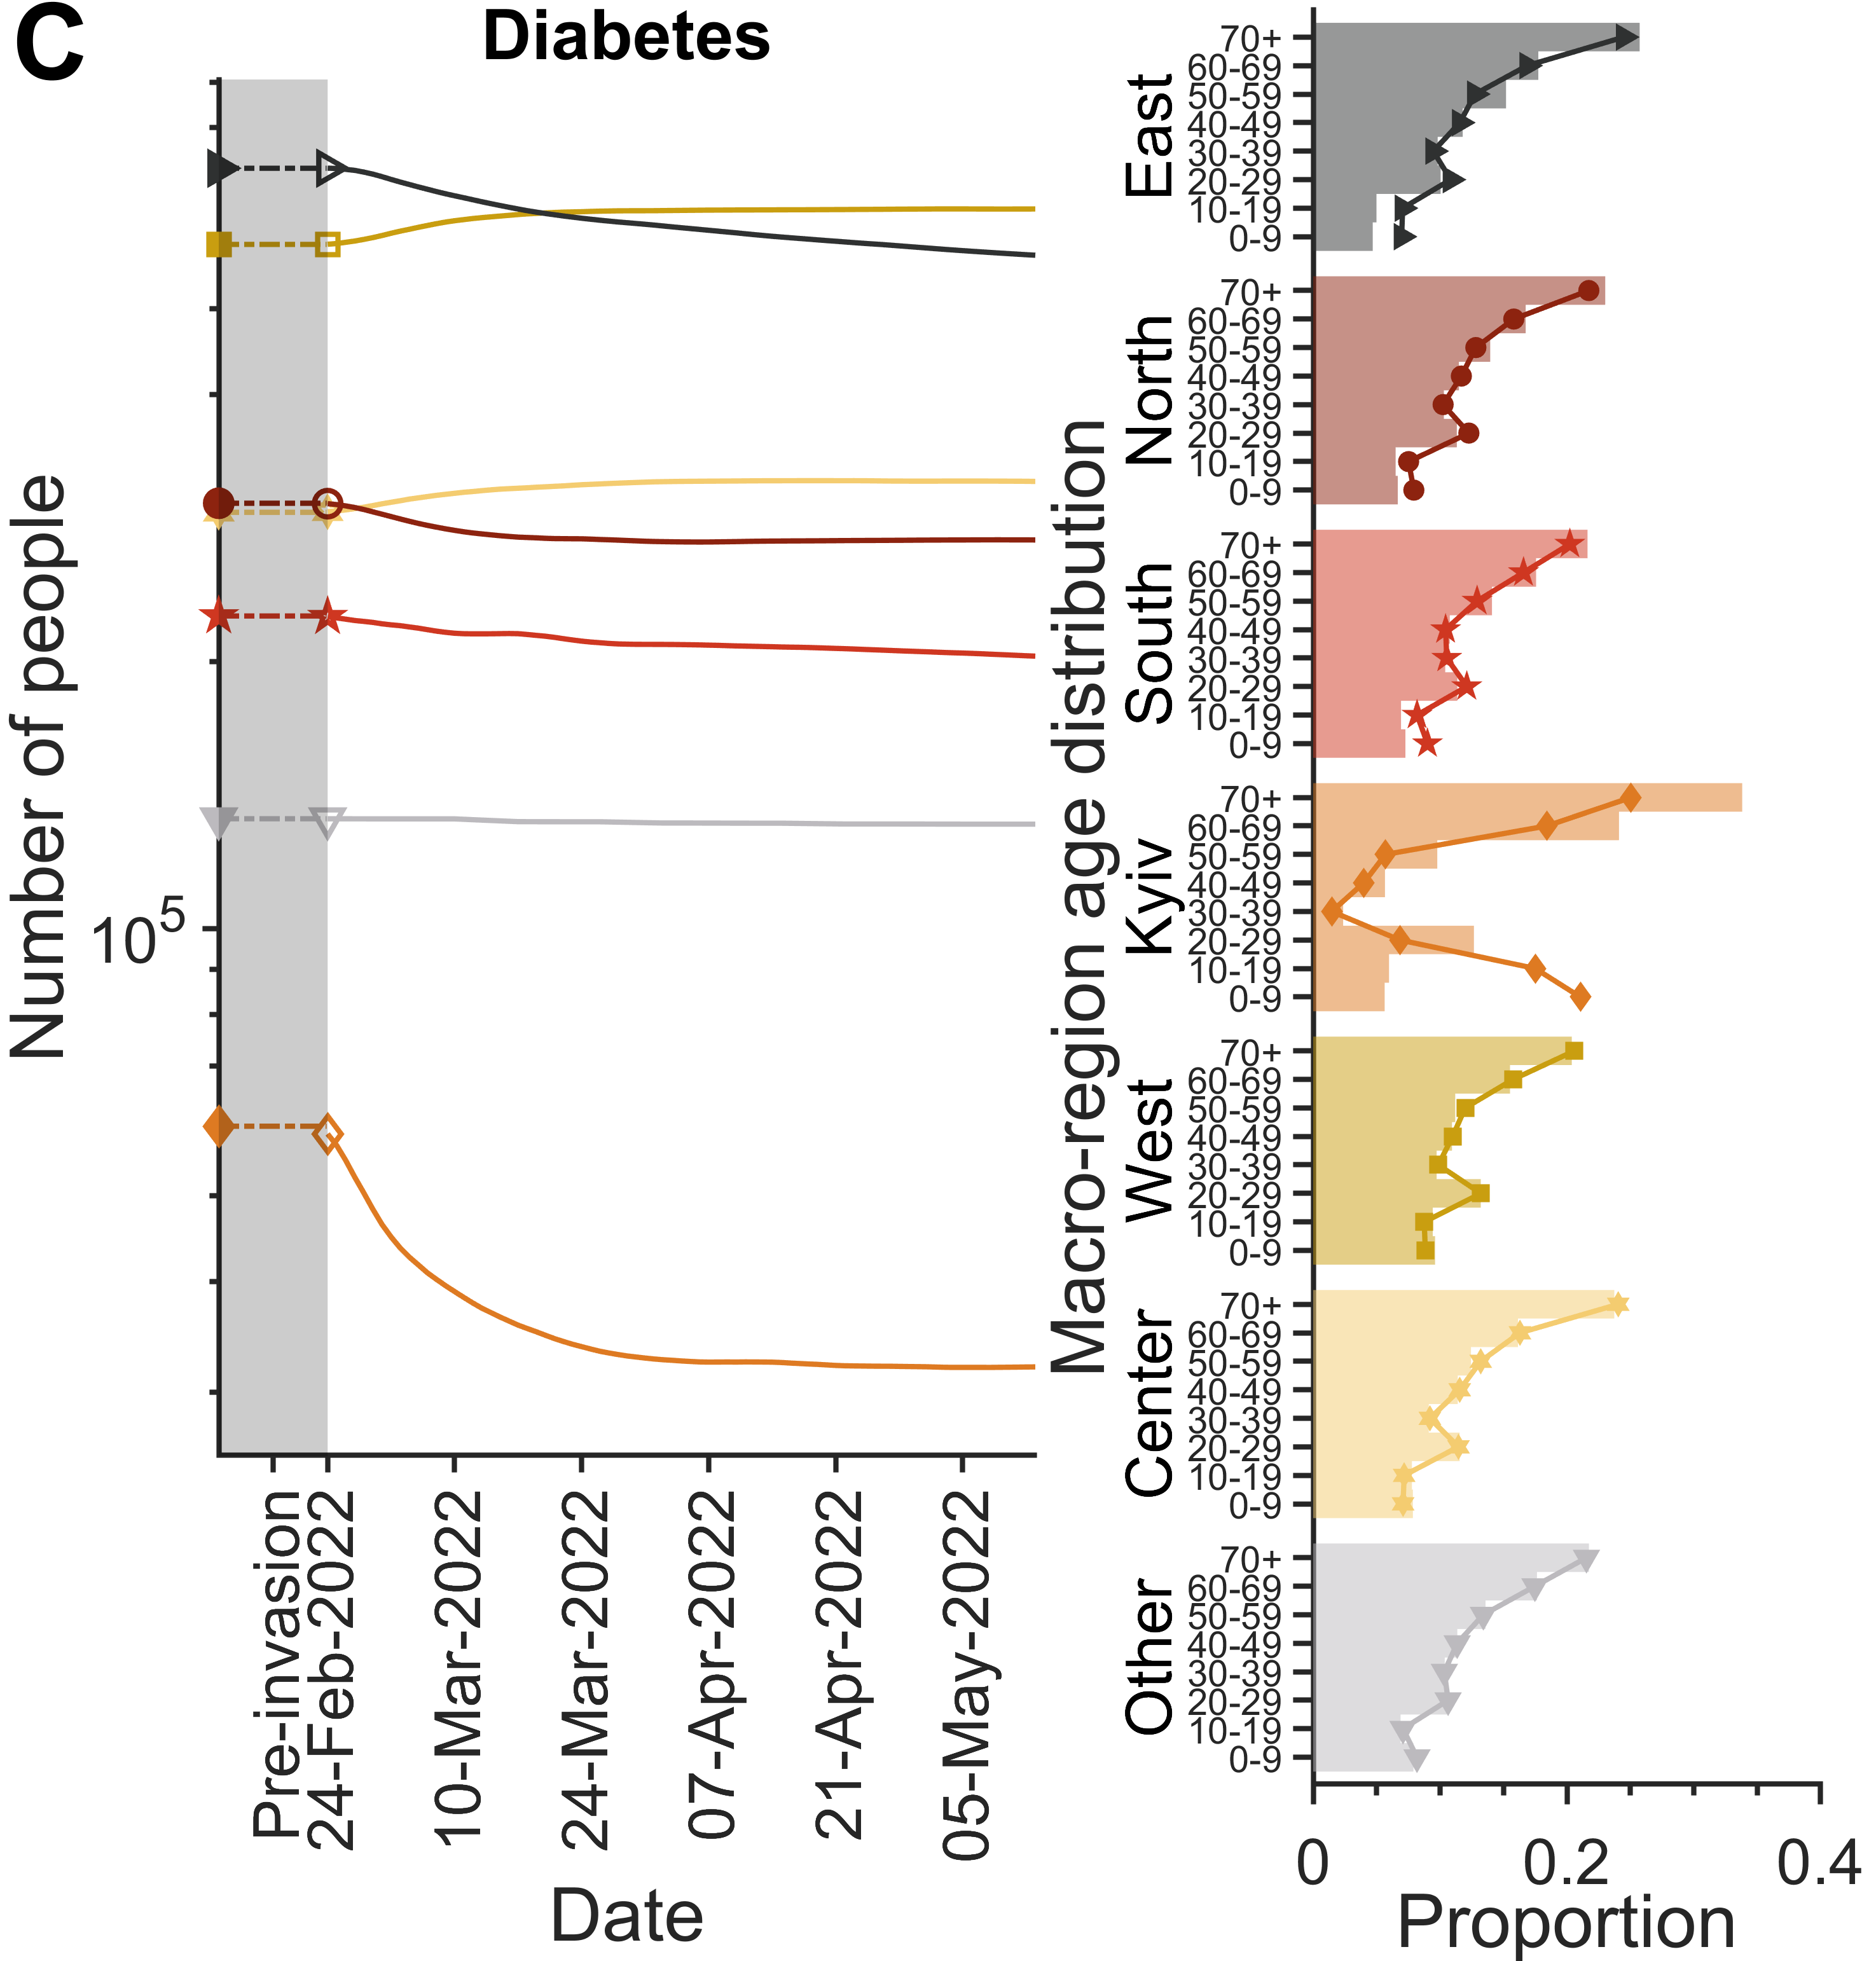 C
Diabetes
Number of people
10^5
Pre-invasion
24-Feb-2022
10-Mar-2022
24-Mar-2022
07-Apr-2022
21-Apr-2022
05-May-2022
Date
Macro-region age distribution
East
70+
60-69
50-59
40-49
30-39
20-29
10-19
0-9
North
70+
60-69
50-59
40-49
30-39
20-29
10-19
0-9
South
70+
60-69
50-59
40-49
30-39
20-29
10-19
0-9
Kyiv
70+
60-69
50-59
40-49
30-39
20-29
10-19
0-9
West
70+
60-69
50-59
40-49
30-39
20-29
10-19
0-9
Center
70+
60-69
50-59
40-49
30-39
20-29
10-19
0-9
Other
70+
60-69
50-59
40-49
30-39
20-29
10-19
0-9
0 0.2 0.4
Proportion